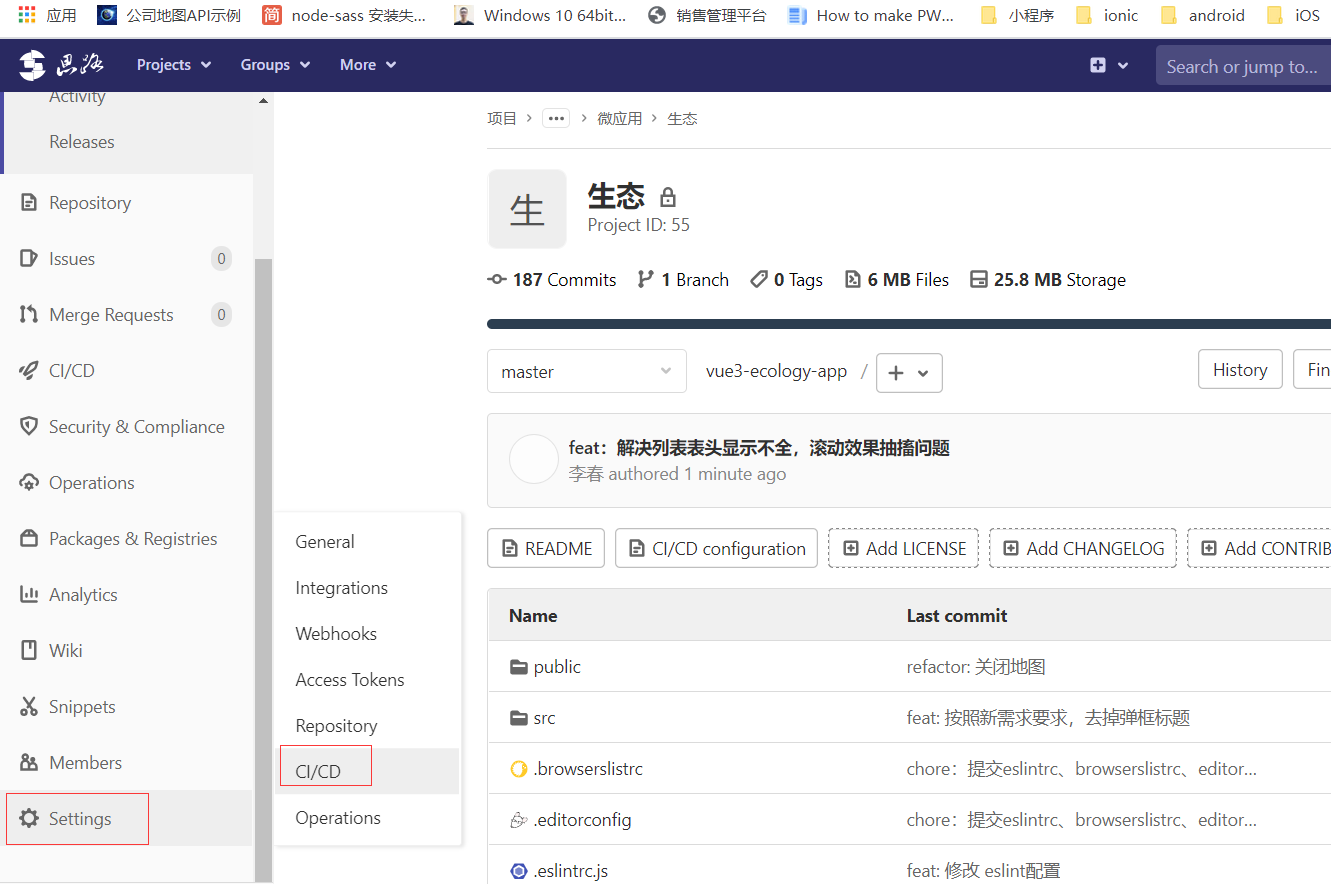 应用 公司地图API示例 简 node-sass 安装失... Windows 10 64bit... 销售管理平台 How to make PW... 小程序 ionic android iOS
思路 Projects Groups More Search or jump to...
Activity
Releases
Repository
Issues 0
Merge Requests 0
CI/CD
Security & Compliance
Operations
Packages & Registries
Analytics
Wiki
Snippets
Members
Settings
General
Integrations
Webhooks
Access Tokens
Repository
CI/CD
Operations
项目 > ... > 微应用 > 生态
生
生态
Project ID: 55
187 Commits 1 Branch 0 Tags 6 MB Files 25.8 MB Storage
master vue3-ecology-app / + History Fin
feat：解决列表表头显示不全，滚动效果抽搐问题
李春 authored 1 minute ago
README CI/CD configuration Add LICENSE Add CHANGELOG Add CONTRIB
Name Last commit
public refactor: 关闭地图
src feat: 按照新需求要求，去掉弹框标题
.browserslistrc chore：提交eslintrc、browserslistrc、editor...
.editorconfig chore：提交eslintrc、browserslistrc、editor...
.eslintrc.js feat: 修改 eslint配置